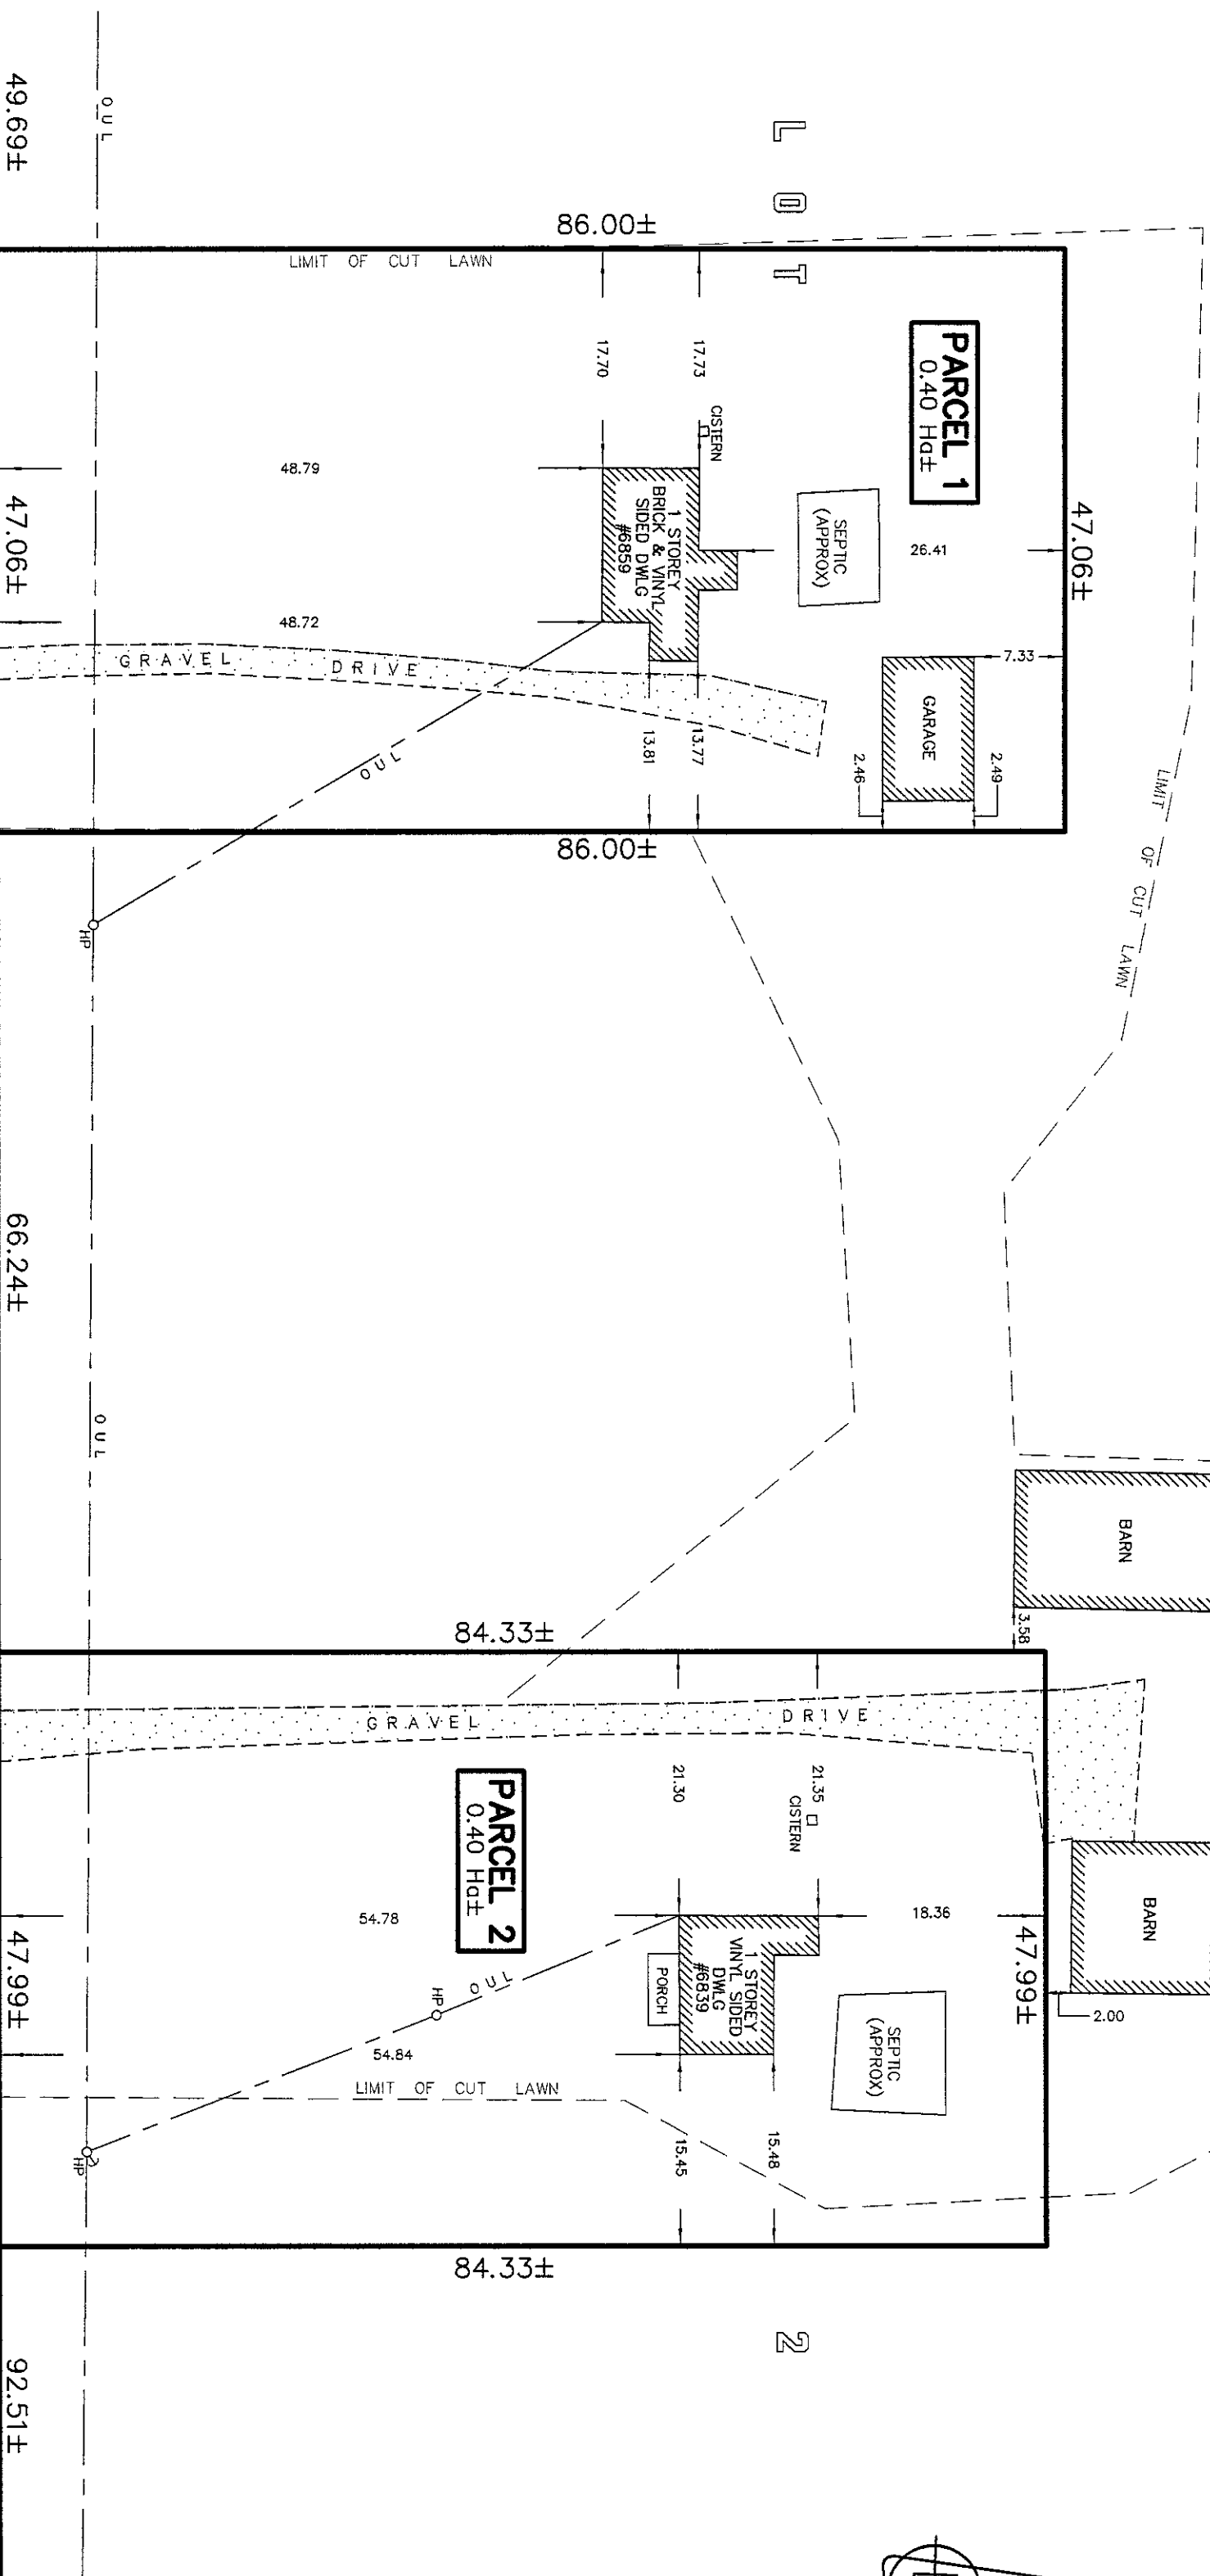 49.69±
O U L
L O T 2
86.00±
LIMIT OF CUT LAWN
PARCEL 1
0.40 Ha±
47.06±
17.70
17.73
CISTERN
48.79
1 STOREY
BRICK & VINYL
SIDED DWLG
#6859
SEPTIC
(APPROX)
26.41
47.06±
48.72
GRAVEL DRIVE
7.33
GARAGE
13.81
13.77
2.46
2.49
O U L
86.00±
HP
LIMIT OF CUT LAWN
66.24±
O U L
BARN
3.58
84.33±
GRAVEL DRIVE
PARCEL 2
0.40 Ha±
21.30
21.35
CISTERN
BARN
2.00
54.78
18.36
47.99±
1 STOREY
VINYL SIDED
DWLG
#6839
PORCH
SEPTIC
(APPROX)
HP
O U L
54.84
47.99±
LIMIT OF CUT LAWN
15.45
15.48
HP
84.33±
92.51±